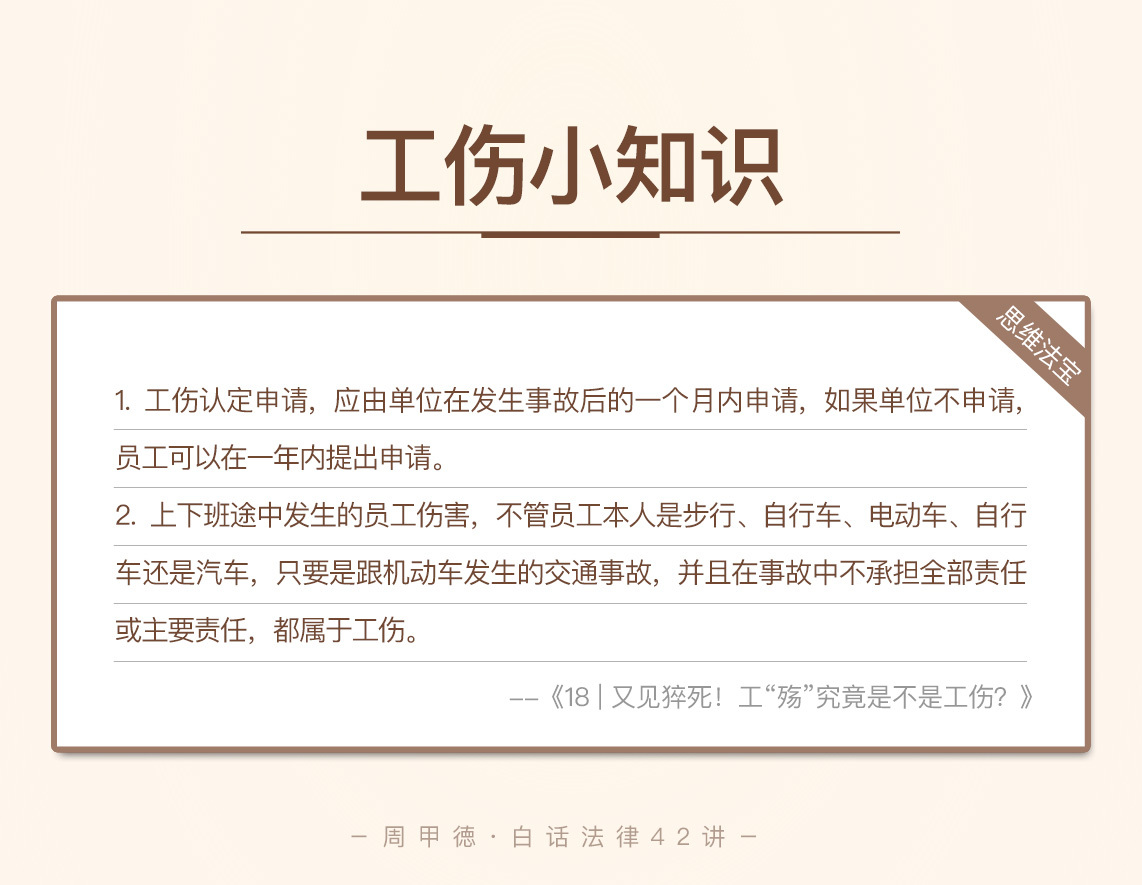 工伤小知识
思维法宝
1. 工伤认定申请，应由单位在发生事故后的一个月内申请，如果单位不申请，
员工可以在一年内提出申请。
2. 上下班途中发生的员工伤害，不管员工本人是步行、自行车、电动车、自行
车还是汽车，只要是跟机动车发生的交通事故，并且在事故中不承担全部责任
或主要责任，都属于工伤。
——《18 | 又见猝死！工“殇”究竟是不是工伤？》
— 周甲徳·白话法律42讲 —